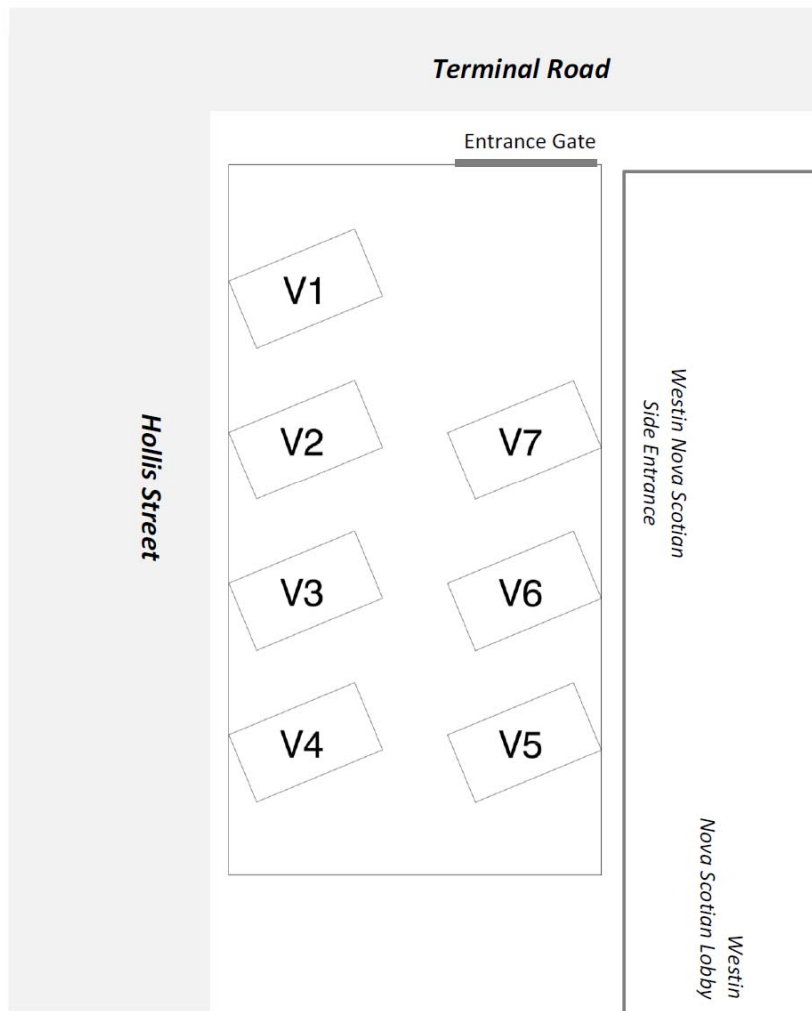 Terminal Road
Entrance Gate
V1
Hollis Street
V2
V7
Westin Nova Scotian
Side Entrance
V3
V6
V4
V5
Westin
Nova Scotian Lobby